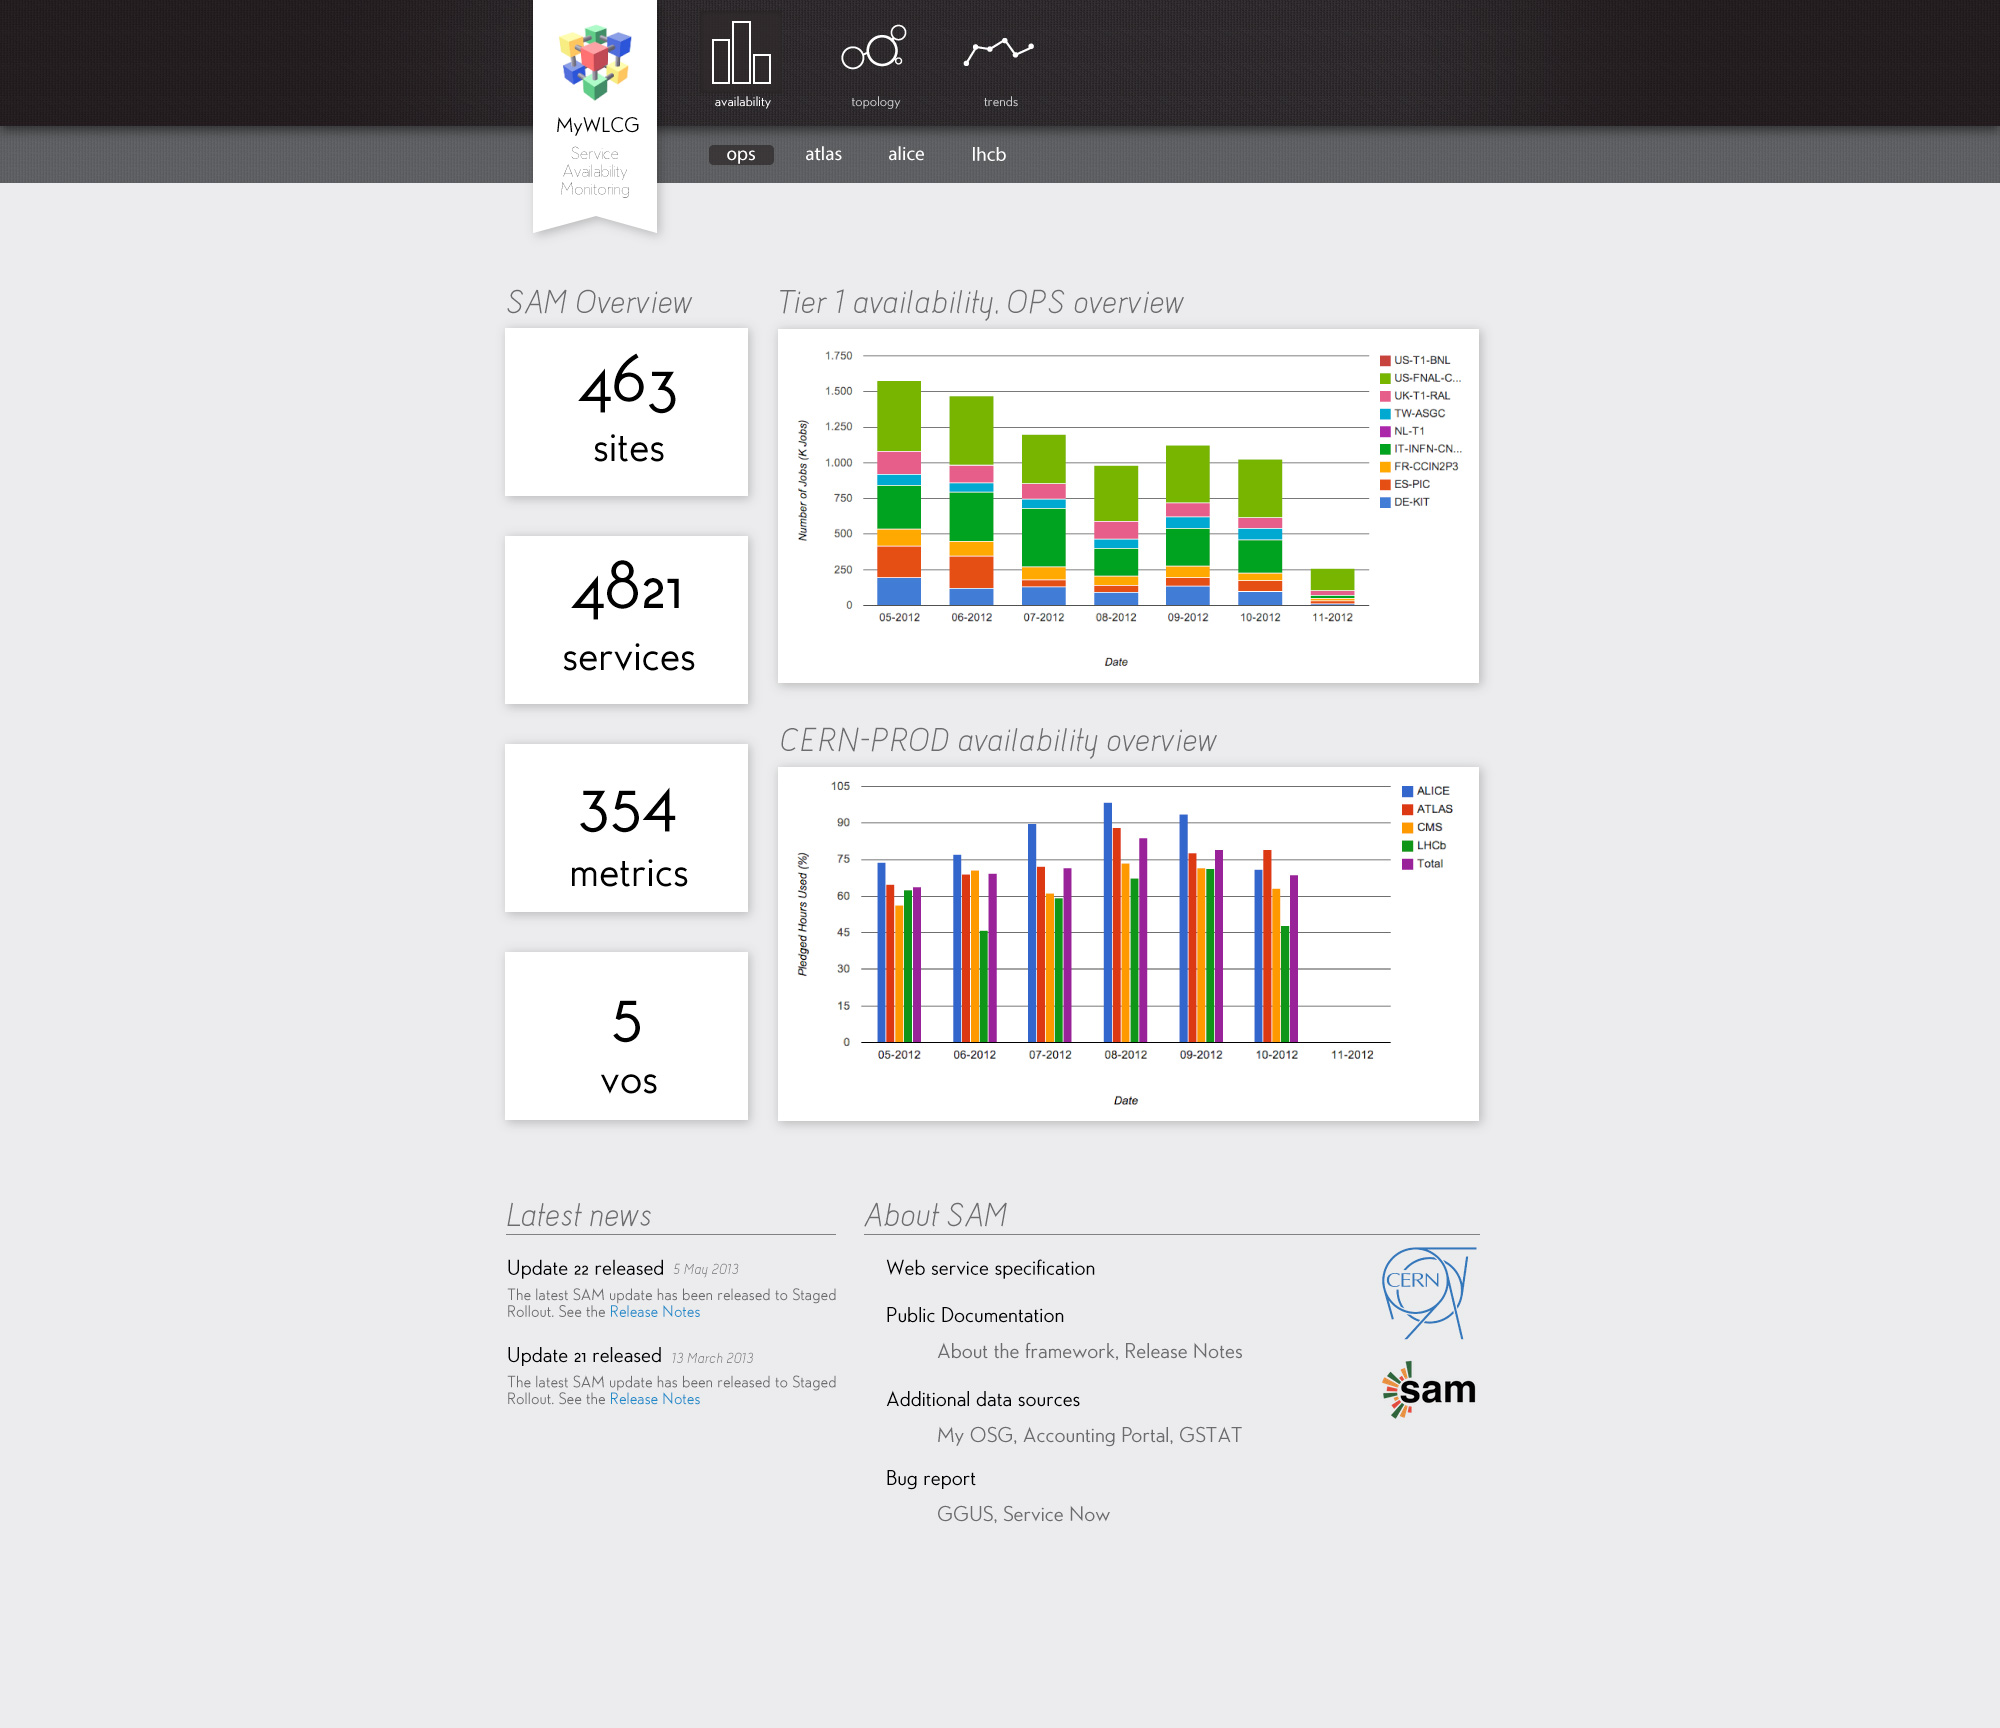 MyWLCG
Service
Availability
Monitoring
availability
topology
trends
ops
atlas
alice
lhcb
SAM Overview
463
sites
4821
services
354
metrics
5
vos
Tier 1 availability, OPS overview
1.750
1.500
1.250
1.000
750
500
250
0
Number of Jobs (K Jobs)
05-2012
06-2012
07-2012
08-2012
09-2012
10-2012
11-2012
Date
US-T1-BNL
US-FNAL-C...
UK-T1-RAL
TW-ASGC
NL-T1
IT-INFN-CN...
FR-CCIN2P3
ES-PIC
DE-KIT
CERN-PROD availability overview
105
90
75
60
45
30
15
0
Pledged Hours Used (%)
05-2012
06-2012
07-2012
08-2012
09-2012
10-2012
11-2012
Date
ALICE
ATLAS
CMS
LHCb
Total
Latest news
Update 22 released 5 May 2013
The latest SAM update has been released to Staged
Rollout. See the Release Notes
Update 21 released 13 March 2013
The latest SAM update has been released to Staged
Rollout. See the Release Notes
About SAM
Web service specification
Public Documentation
About the framework, Release Notes
Additional data sources
My OSG, Accounting Portal, GSTAT
Bug report
GGUS, Service Now
CERN
sam